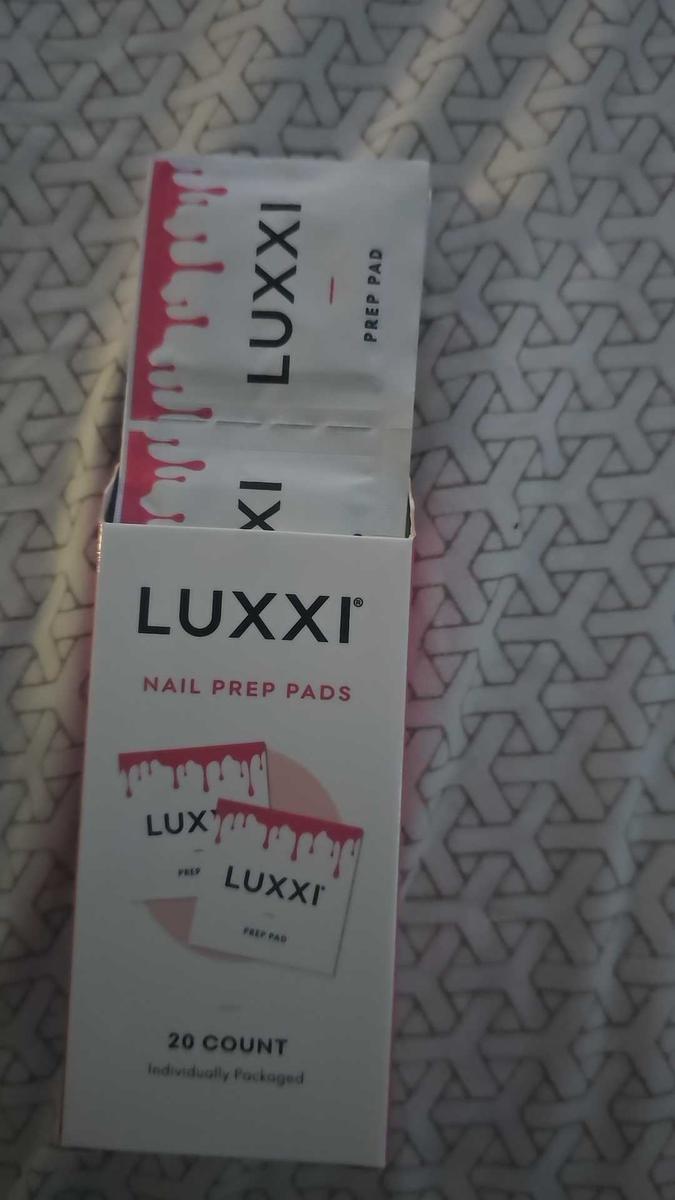 LUXXI
PREP PAD
XI
LUXXI®
NAIL PREP PADS
LUX
PREP
LUXXI
PREP PAD
20 COUNT
Individually Packaged